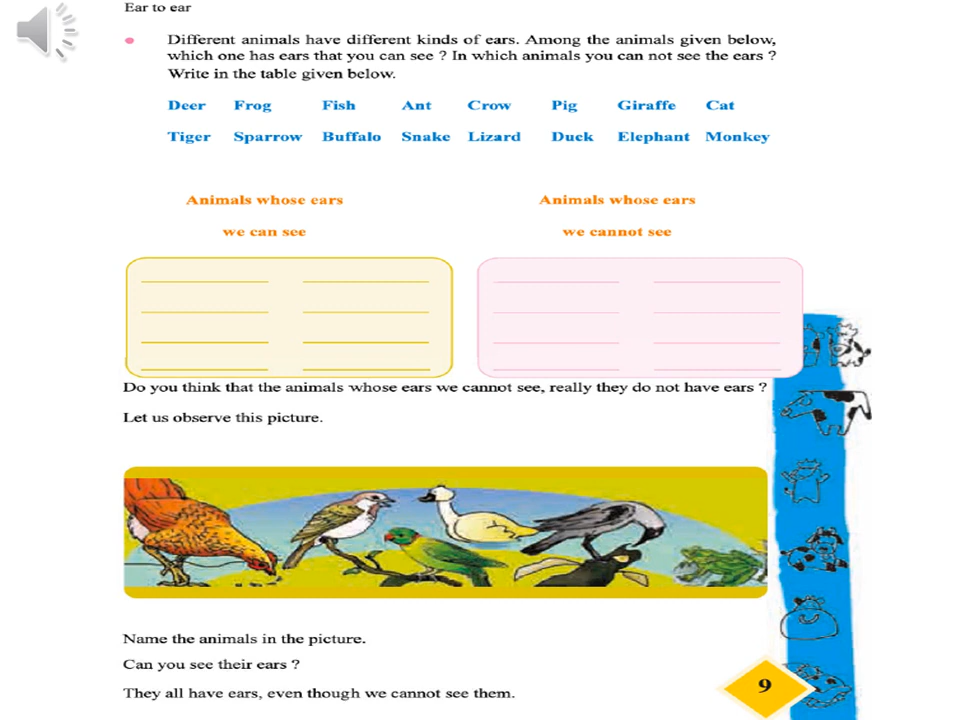 Ear to ear
Different animals have different kinds of ears. Among the animals given below,
which one has ears that you can see ? In which animals you can not see the ears ?
Write in the table given below.
Deer Frog Fish Ant Crow Pig Giraffe Cat
Tiger Sparrow Buffalo Snake Lizard Duck Elephant Monkey
Animals whose ears
we can see
Animals whose ears
we cannot see
Do you think that the animals whose ears we cannot see, really they do not have ears ?
Let us observe this picture.
Name the animals in the picture.
Can you see their ears ?
They all have ears, even though we cannot see them.
9